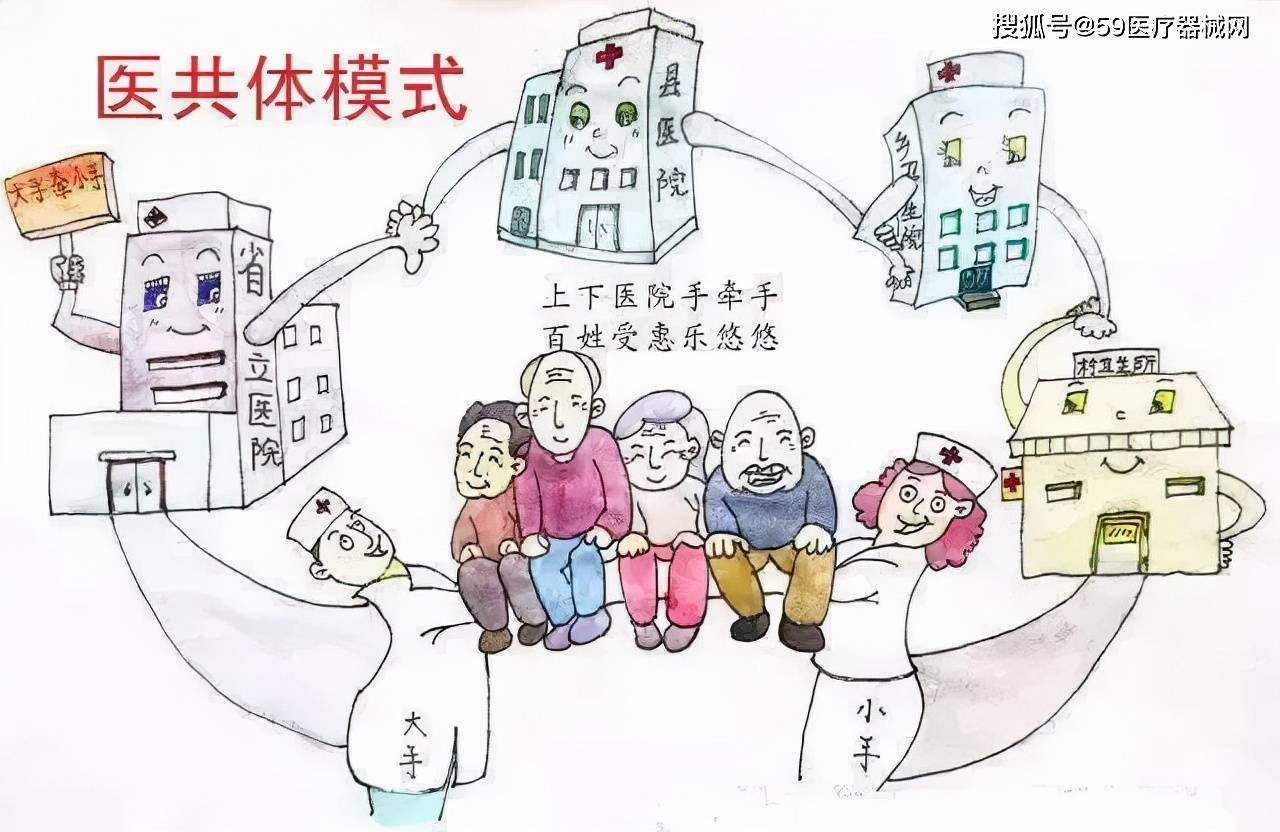 搜狐号@59医疗器械网
医共体模式
大手牵小手
省立医院
县医院
乡卫生院
村卫生所
上下医院手牵手
百姓受惠乐悠悠
大手
小手